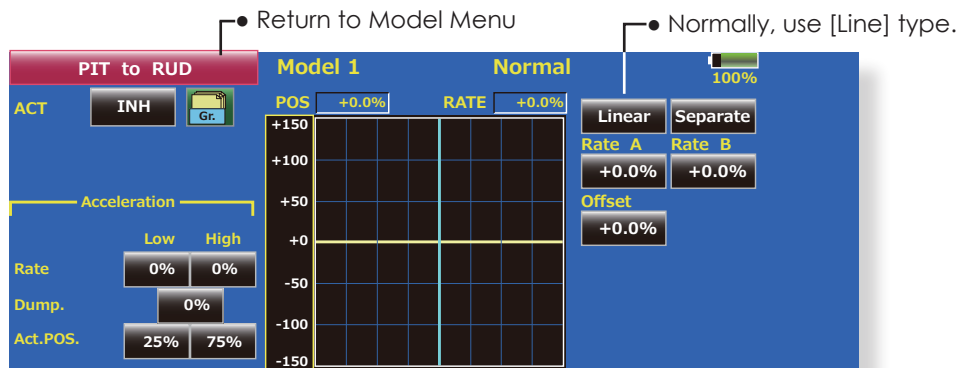 ● Return to Model Menu
● Normally, use [Line] type.
PIT to RUD
Model 1
Normal
100%
ACT
INH
Gr.
POS
+0.0%
RATE
+0.0%
Linear
Separate
Rate A
Rate B
+0.0%
+0.0%
Offset
+0.0%
+150
+100
+50
+0
-50
-100
-150
Acceleration
Low
High
Rate
0%
0%
Dump.
0%
Act.POS.
25%
75%